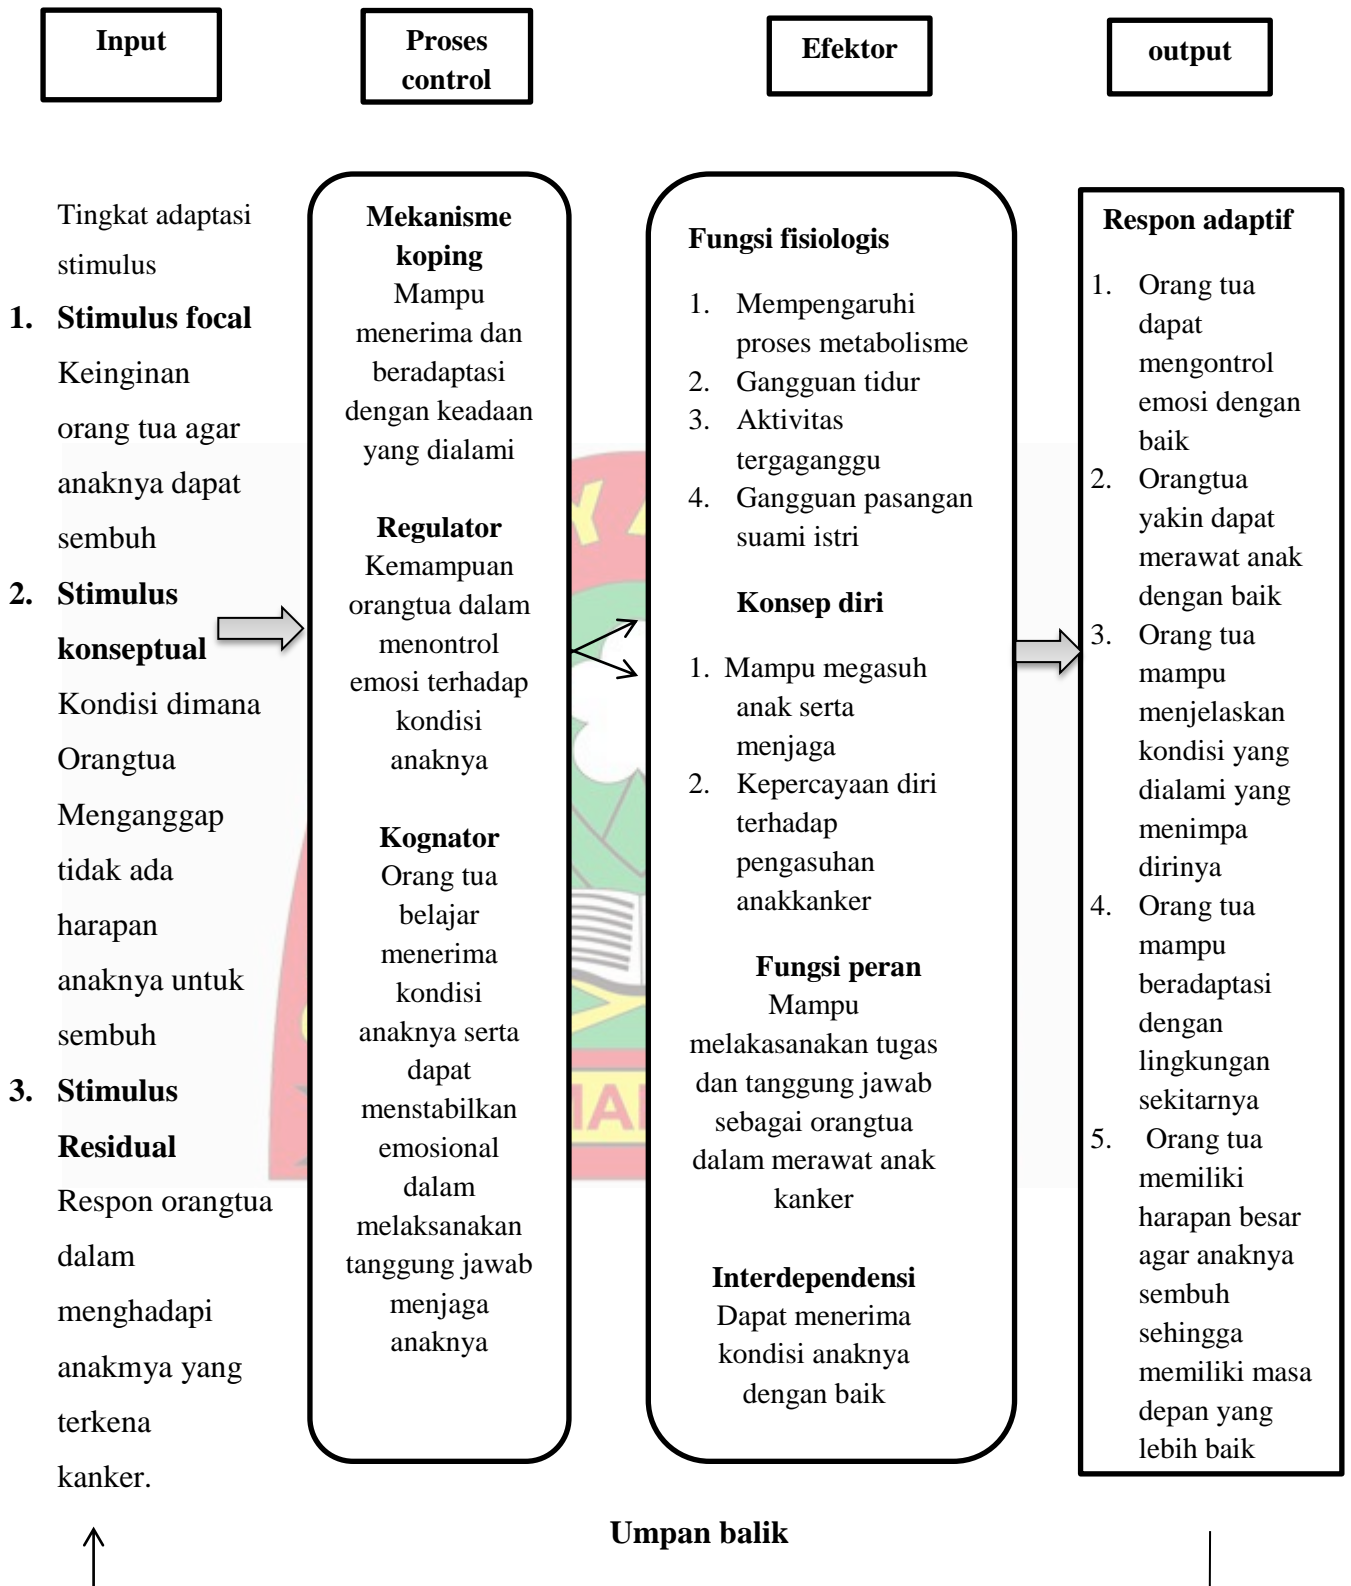 Input
Proses
control
Efektor
output
Tingkat adaptasi
stimulus
1. Stimulus focal
Keinginan
orang tua agar
anaknya dapat
sembuh
2. Stimulus
konseptual
Kondisi dimana
Orangtua
Menganggap
tidak ada
harapan
anaknya untuk
sembuh
3. Stimulus
Residual
Respon orangtua
dalam
menghadapi
anakmya yang
terkena
kanker.
Mekanisme
koping
Mampu
menerima dan
beradaptasi
dengan keadaan
yang dialami
Regulator
Kemampuan
orangtua dalam
menontrol
emosi terhadap
kondisi
anaknya
Kognator
Orang tua
belajar
menerima
kondisi
anaknya serta
dapat
menstabilkan
emosional
dalam
melaksanakan
tanggung jawab
menjaga
anaknya
Fungsi fisiologis
1. Mempengaruhi
proses metabolisme
2. Gangguan tidur
3. Aktivitas
tergaganggu
4. Gangguan pasangan
suami istri
Konsep diri
1. Mampu megasuh
anak serta
menjaga
2. Kepercayaan diri
terhadap
pengasuhan
anakkanker
Fungsi peran
Mampu
melakasanakan tugas
dan tanggung jawab
sebagai orangtua
dalam merawat anak
kanker
Interdependensi
Dapat menerima
kondisi anaknya
dengan baik
Respon adaptif
1. Orang tua
dapat
mengontrol
emosi dengan
baik
2. Orangtua
yakin dapat
merawat anak
dengan baik
3. Orang tua
mampu
menjelaskan
kondisi yang
dialami yang
menimpa
dirinya
4. Orang tua
mampu
beradaptasi
dengan
lingkungan
sekitarnya
5. Orang tua
memiliki
harapan besar
agar anaknya
sembuh
sehingga
memiliki masa
depan yang
lebih baik
Umpan balik